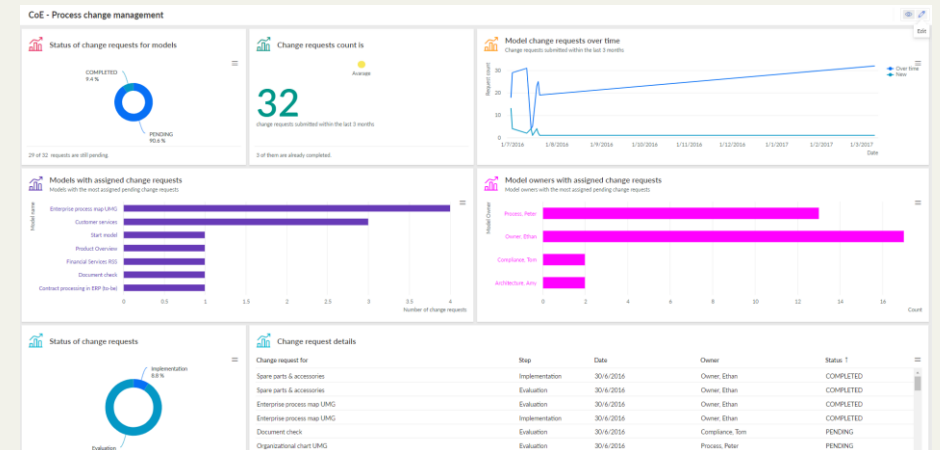 CoE - Process change management
Edit
Status of change requests for models
COMPLETED
9.4 %
PENDING
90.6 %
29 of 32 requests are still pending
Change requests count is
Average
32
change requests submitted within the last 3 months
3 of them are already completed
Model change requests over time
Change requests submitted within the last 3 months
Request count
30
20
10
0
1/7/2016 1/8/2016 1/9/2016 1/10/2016 1/11/2016 1/12/2016 1/1/2017 1/2/2017 1/3/2017
Date
Over time
New
Models with assigned change requests
Models with the most assigned pending change requests
Model name
Enterprise process map UMG
Customer services
Start model
Product Overview
Financial Services RSS
Document check
Contract processing in ERP (to-be)
0 0.5 1 1.5 2 2.5 3 3.5 4
Number of change requests
Model owners with assigned change requests
Model owners with the most assigned pending change requests
Model Owner
Process, Peter
Owner, Ethan
Compliance, Tom
Architecture, Amy
0 2 4 6 8 10 12 14 16
Count
Status of change requests
Implementation
8.8 %
Evaluation
Change request details
Change request for Step Date Owner Status ↑
Spare parts & accessories Implementation 30/6/2016 Owner, Ethan COMPLETED
Spare parts & accessories Evaluation 30/6/2016 Owner, Ethan COMPLETED
Enterprise process map UMG Evaluation 30/6/2016 Owner, Ethan COMPLETED
Enterprise process map UMG Implementation 30/6/2016 Owner, Ethan COMPLETED
Document check Evaluation 30/6/2016 Compliance, Tom PENDING
Organizational chart UMG Evaluation 30/6/2016 Process, Peter PENDING